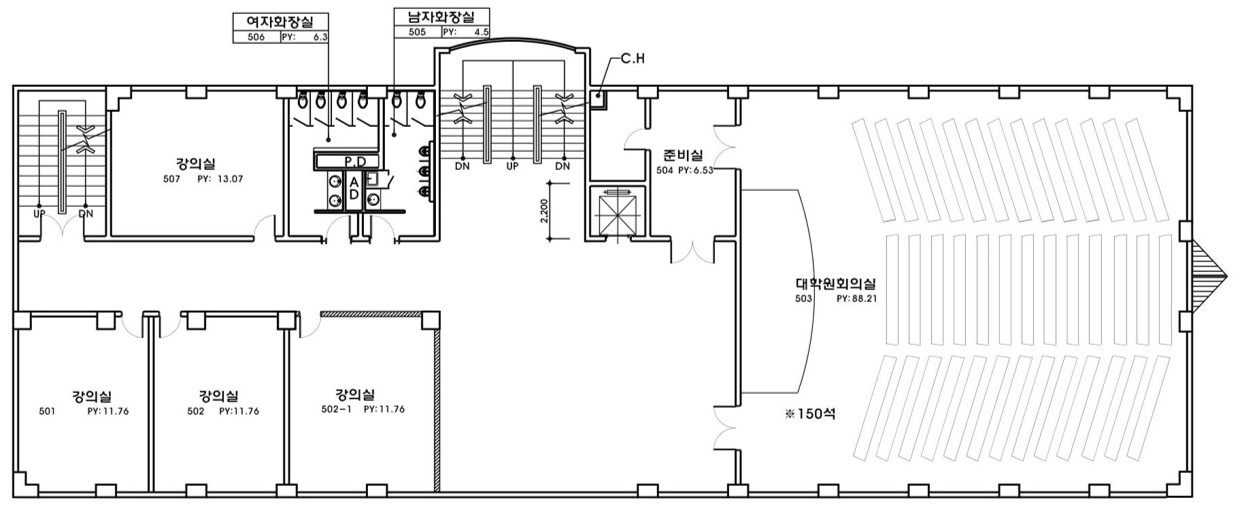 여자화장실
506 PY: 6.3
남자화장실
505 PY: 4.5
C.H
강의실
507 PY: 13.07
P.D
A
D
UP
DN
DN
UP
DN
2,200
준비실
504 PY:6.53
대학원회의실
503 PY:88.21
※150석
강의실
501 PY:11.76
강의실
502 PY:11.76
강의실
502-1 PY:11.76